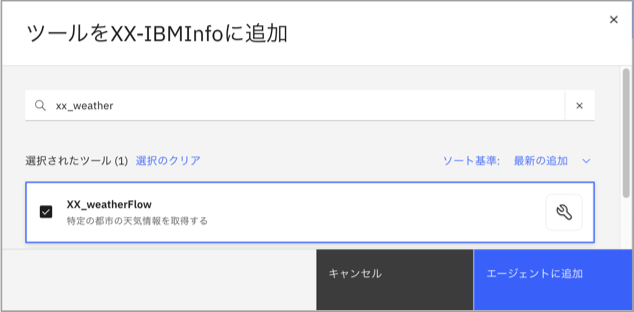 ツールをXX-IBMInfoに追加
xx_weather
選択されたツール (1) 選択のクリア ソート基準: 最新の追加
XX_weatherFlow
特定の都市の天気情報を取得する
キャンセル エージェントに追加